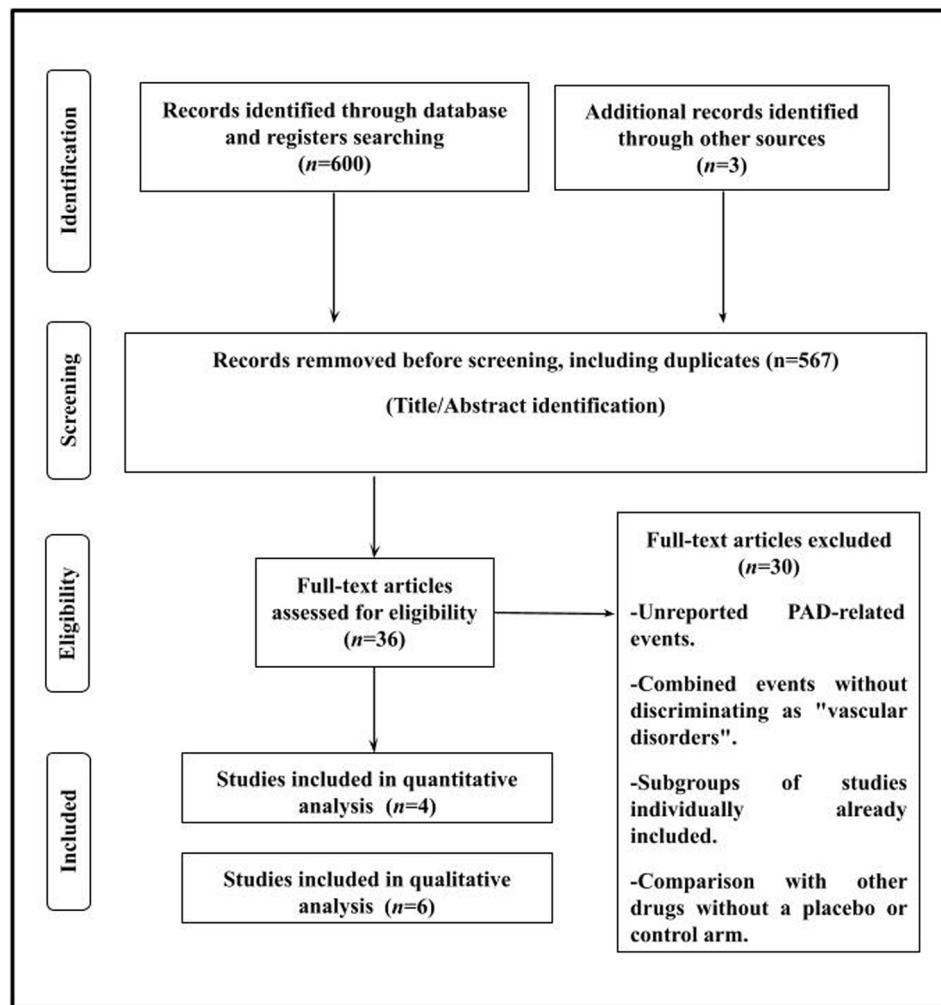 Identification
Records identified through database
and registers searching
(n=600)
Additional records identified
through other sources
(n=3)
Screening
Records remmoved before screening, including duplicates (n=567)
(Title/Abstract identification)
Eligibility
Full-text articles
assessed for eligibility
(n=36)
Full-text articles excluded
(n=30)
-Unreported PAD-related
events.
-Combined events without
discriminating as "vascular
disorders".
-Subgroups of studies
individually already
included.
-Comparison with other
drugs without a placebo or
control arm.
Included
Studies included in quantitative
analysis (n=4)
Studies included in qualitative
analysis (n=6)